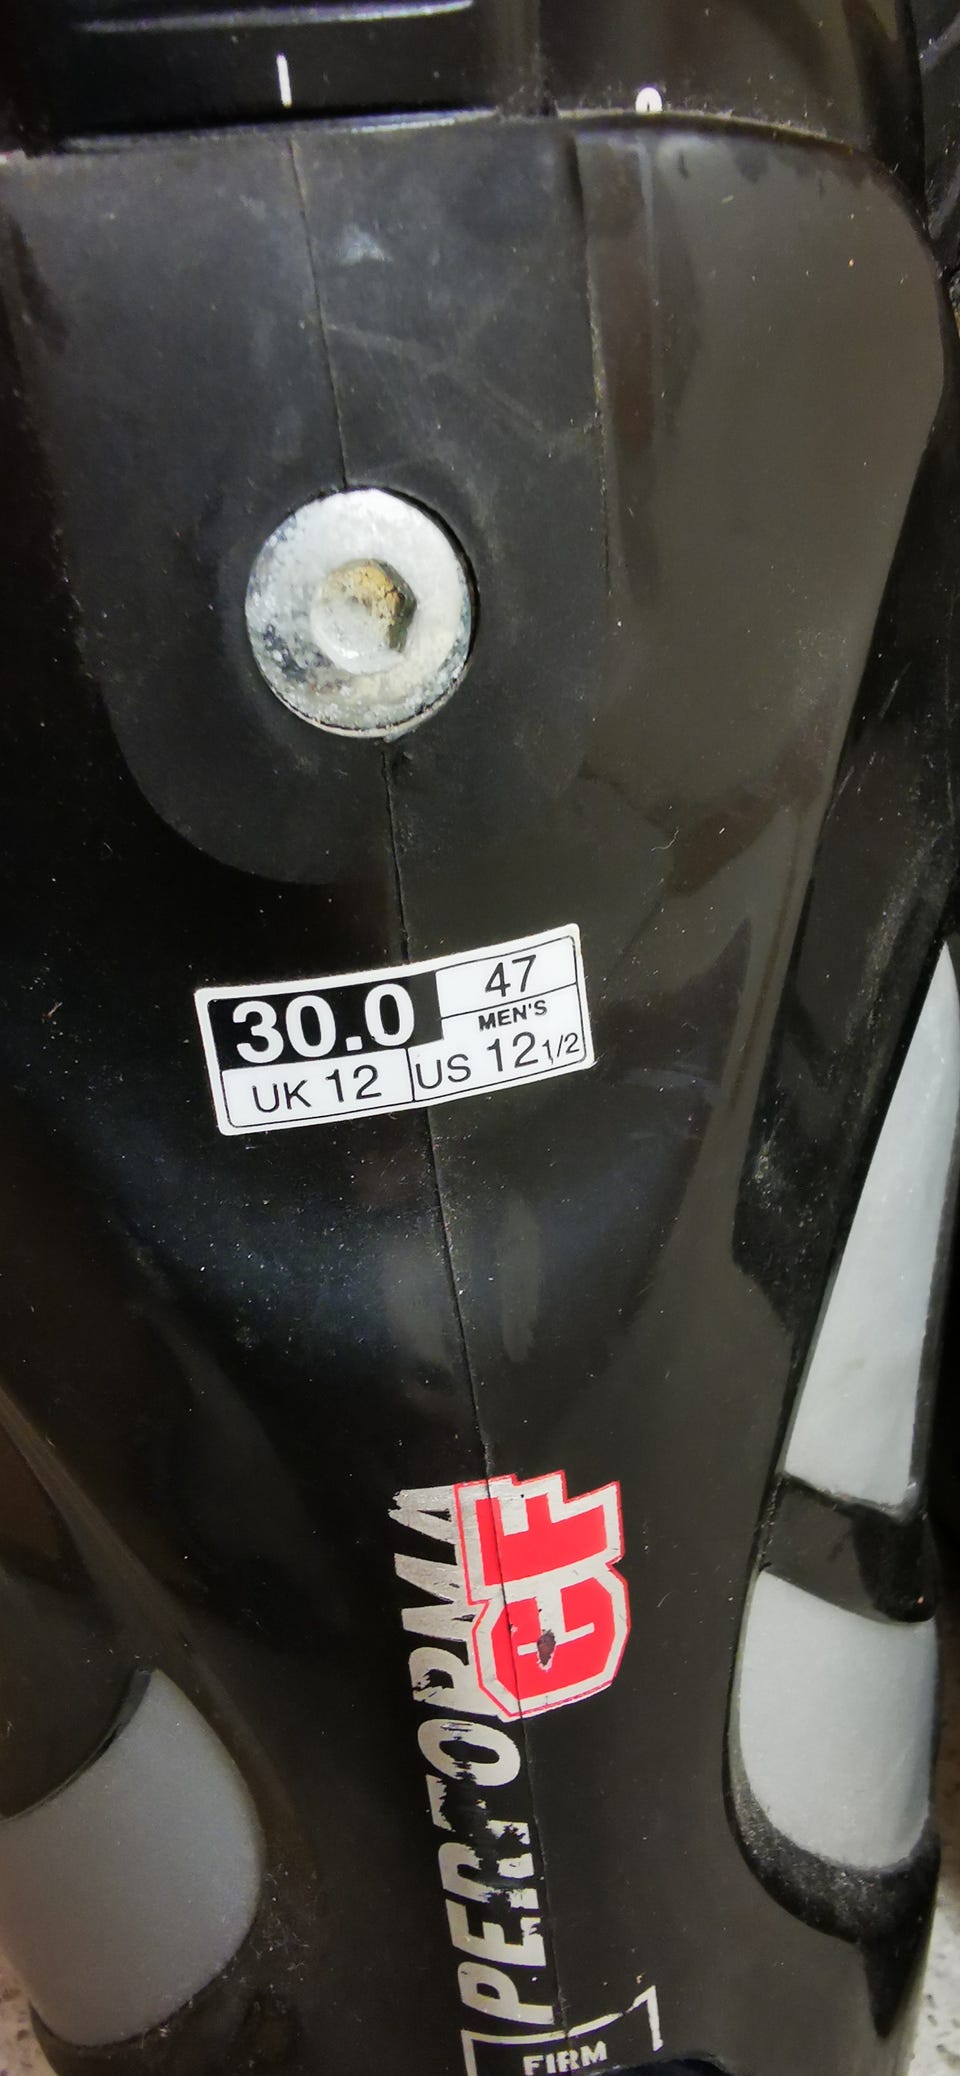 30.0
47
MEN'S
UK 12
US 12 1/2
CF
PERFORMA
FIRM